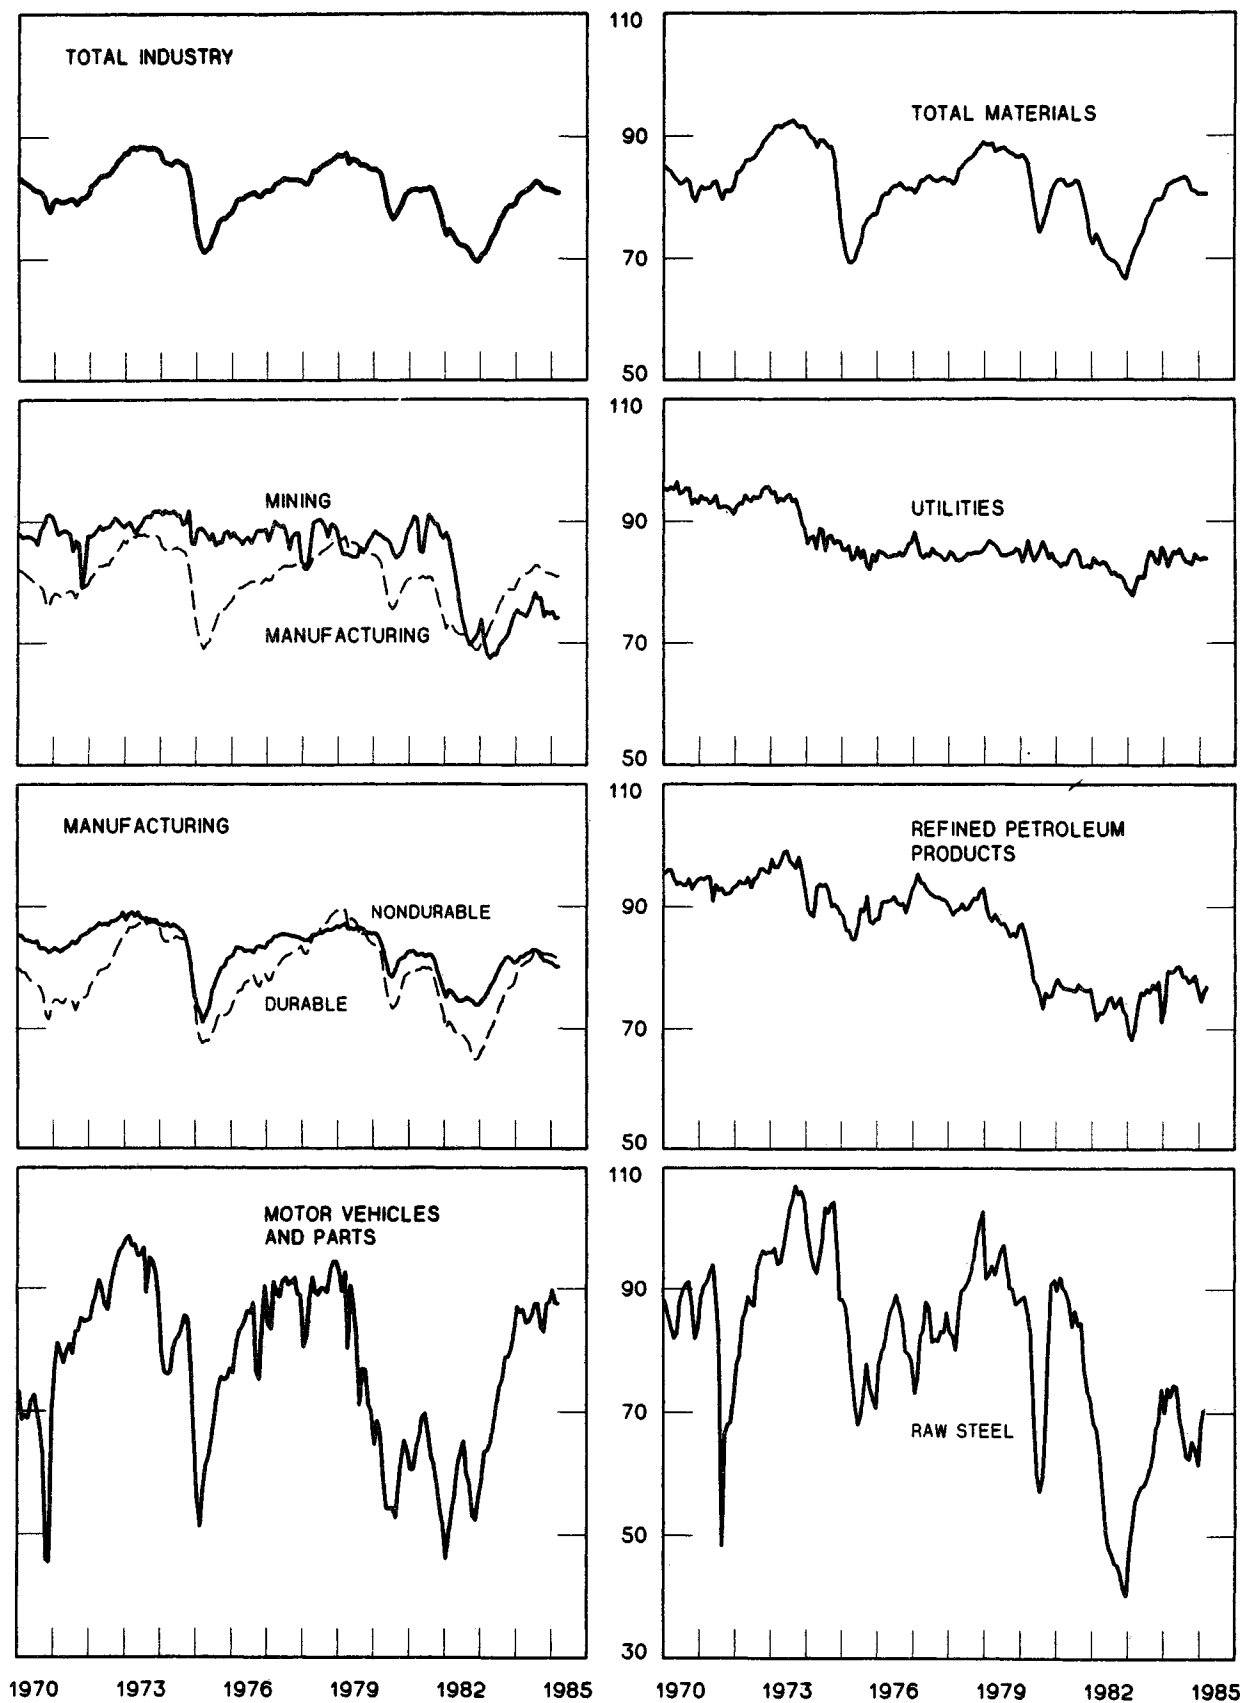 110
TOTAL INDUSTRY
TOTAL MATERIALS
90
70
50
110
MINING
UTILITIES
90
MANUFACTURING
70
50
110
MANUFACTURING
REFINED PETROLEUM
PRODUCTS
NONDURABLE
90
DURABLE
70
50
110
MOTOR VEHICLES
AND PARTS
90
70
RAW STEEL
50
30
1970 1973 1976 1979 1982 1985
1970 1973 1976 1979 1982 1985